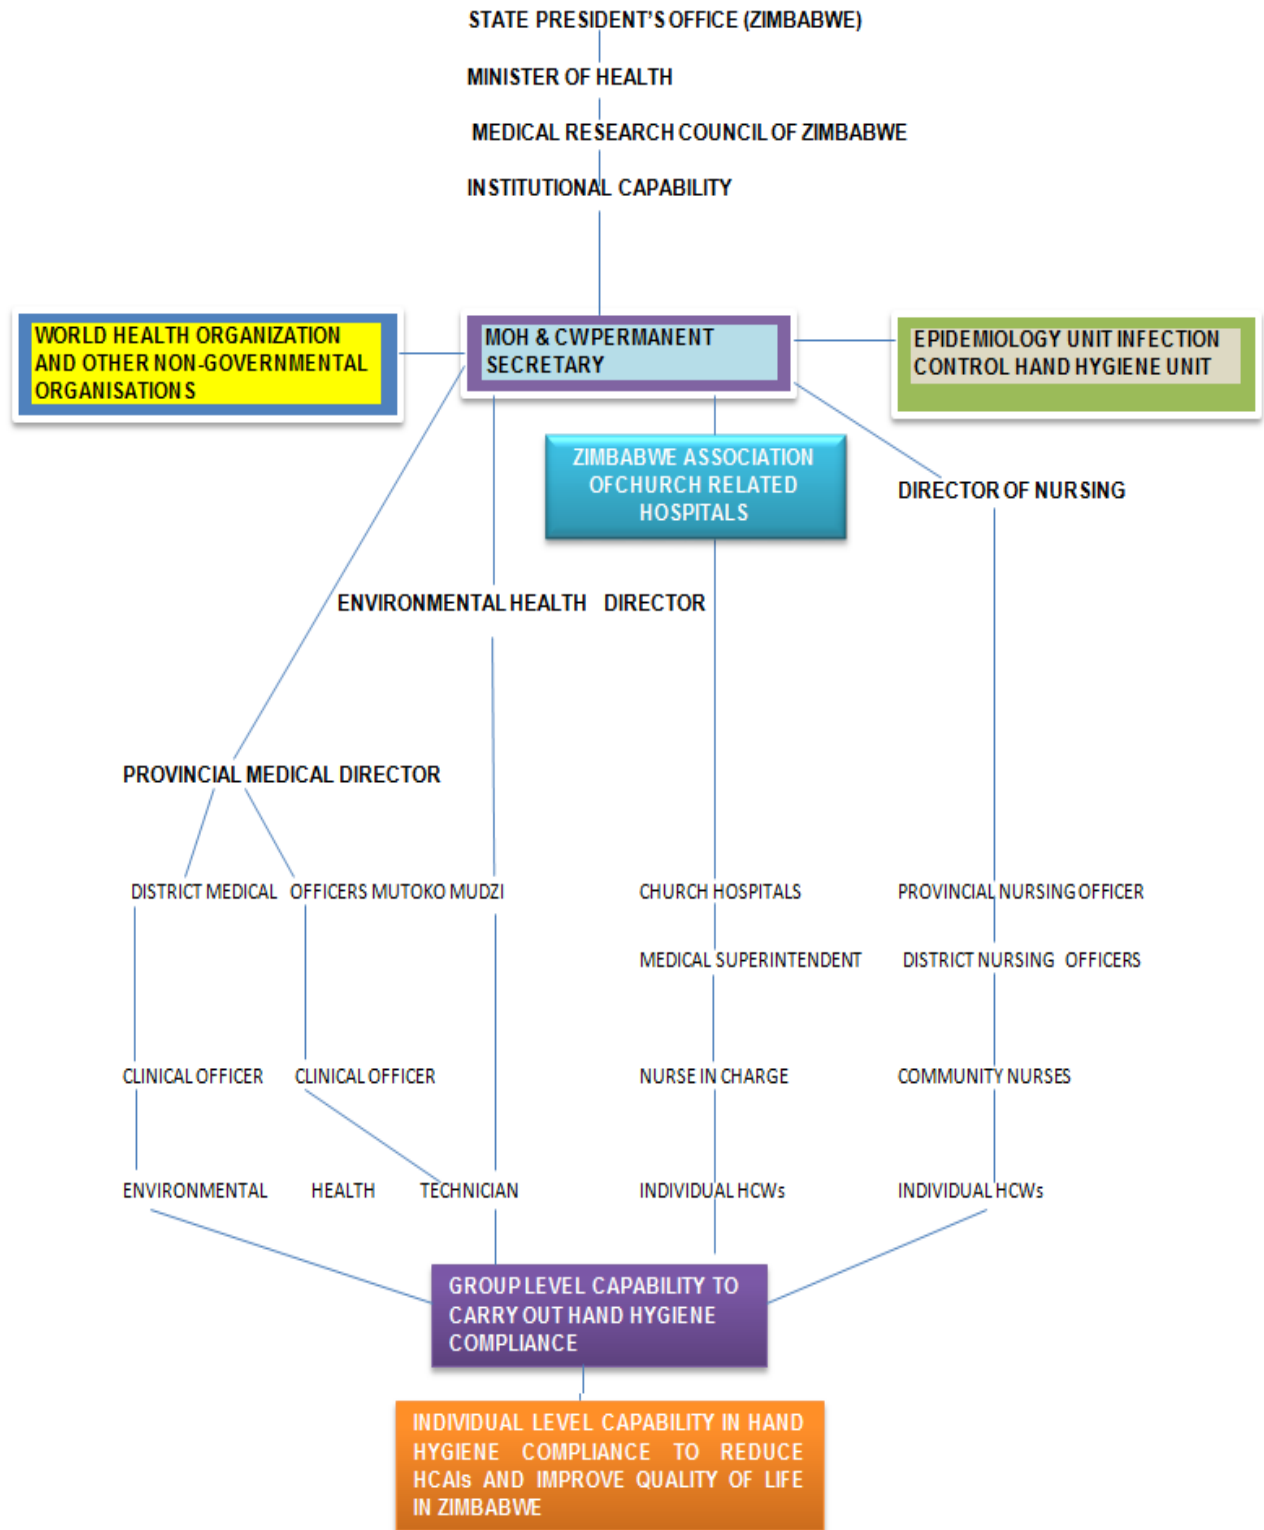 STATE PRESIDENT'S OFFICE (ZIMBABWE)
MINISTER OF HEALTH
MEDICAL RESEARCH COUNCIL OF ZIMBABWE
INSTITUTIONAL CAPABILITY
WORLD HEALTH ORGANIZATION
AND OTHER NON-GOVERNMENTAL
ORGANISATIONS
MOH & CWPERMANENT
SECRETARY
EPIDEMIOLOGY UNIT INFECTION
CONTROL HAND HYGIENE UNIT
ZIMBABWE ASSOCIATION
OFCHURCH RELATED
HOSPITALS
DIRECTOR OF NURSING
ENVIRONMENTAL HEALTH DIRECTOR
PROVINCIAL MEDICAL DIRECTOR
DISTRICT MEDICAL OFFICERS MUTOKO MUDZI
CHURCH HOSPITALS
PROVINCIAL NURSING OFFICER
MEDICAL SUPERINTENDENT
DISTRICT NURSING OFFICERS
CLINICAL OFFICER
CLINICAL OFFICER
NURSE IN CHARGE
COMMUNITY NURSES
ENVIRONMENTAL HEALTH TECHNICIAN
INDIVIDUAL HCWs
INDIVIDUAL HCWs
GROUP LEVEL CAPABILITY TO
CARRY OUT HAND HYGIENE
COMPLIANCE
INDIVIDUAL LEVEL CAPABILITY IN HAND
HYGIENE COMPLIANCE TO REDUCE
HCAIs AND IMPROVE QUALITY OF LIFE
IN ZIMBABWE